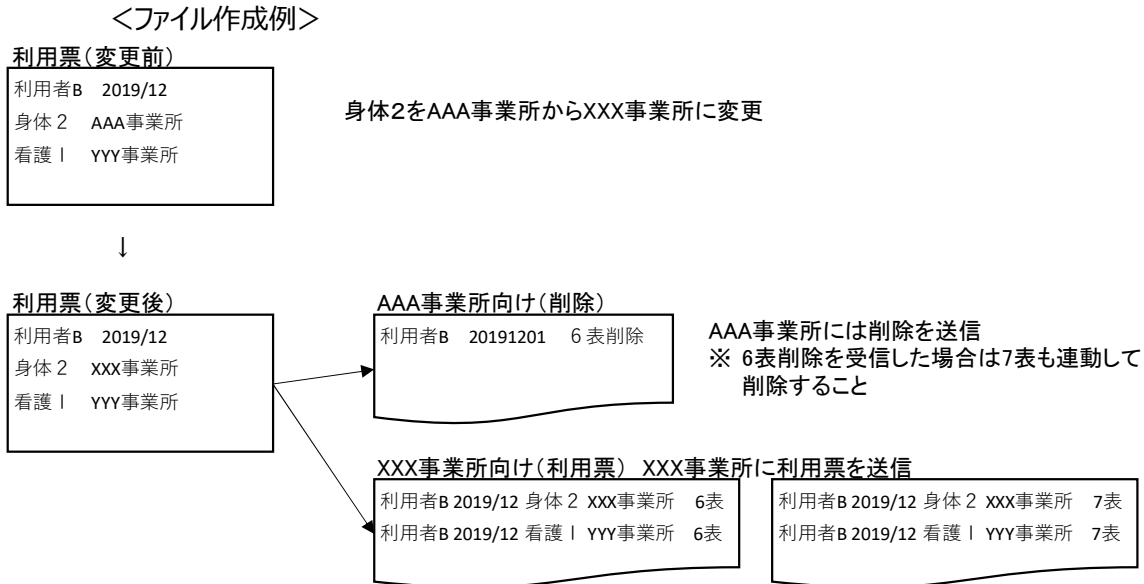 ＜ファイル作成例＞
利用票（変更前）
利用者B 2019/12
身体２ AAA事業所
看護Ⅰ YYY事業所
身体2をAAA事業所からXXX事業所に変更
↓
利用票（変更後）
利用者B 2019/12
身体２ XXX事業所
看護Ⅰ YYY事業所
AAA事業所向け（削除）
利用者B 20191201 ６表削除
AAA事業所には削除を送信
※ 6表削除を受信した場合は7表も連動して
削除すること
XXX事業所向け（利用票） XXX事業所に利用票を送信
利用者B 2019/12 身体２ XXX事業所 6表
利用者B 2019/12 看護Ⅰ YYY事業所 6表
利用者B 2019/12 身体２ XXX事業所 7表
利用者B 2019/12 看護Ⅰ YYY事業所 7表